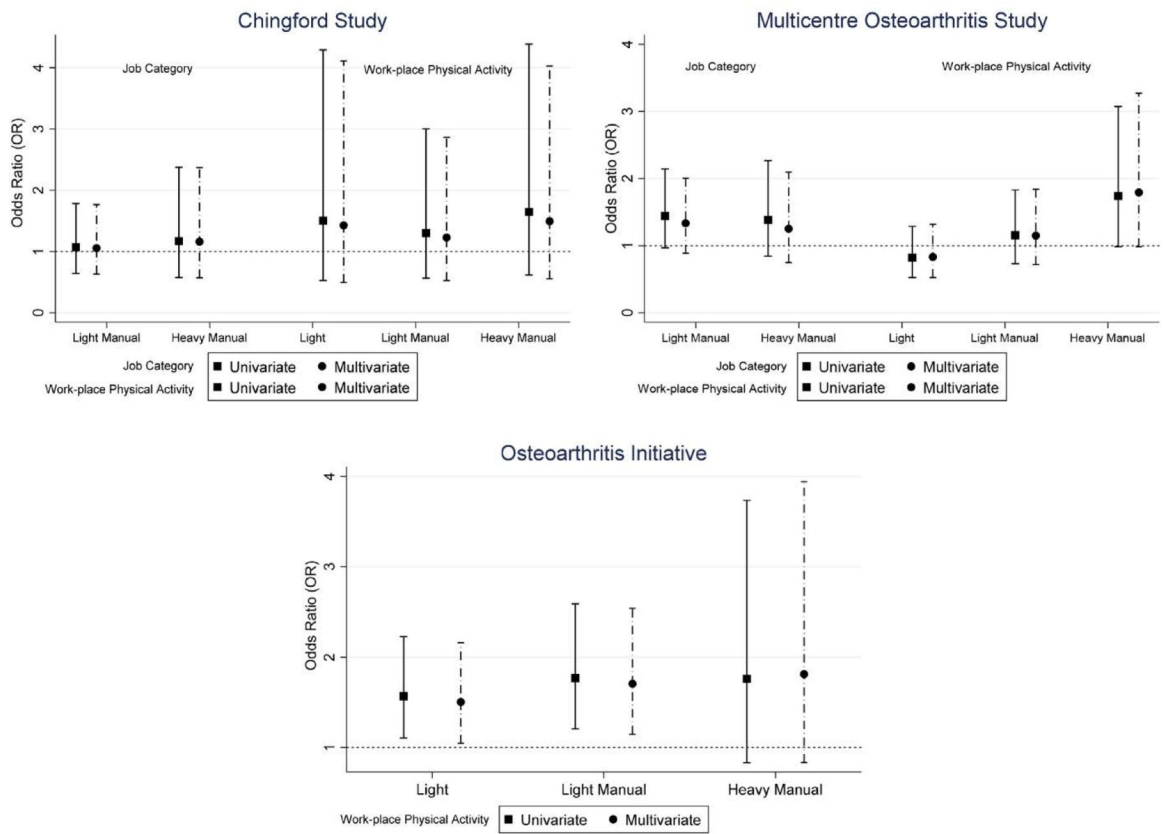 Chingford Study
Job Category
Work-place Physical Activity
Odds Ratio (OR)
4
3
2
1
0
Light Manual Heavy Manual Light Light Manual Heavy Manual
Job Category ■ Univariate ● Multivariate
Work-place Physical Activity ■ Univariate ● Multivariate
Multicentre Osteoarthritis Study
Job Category
Work-place Physical Activity
Odds Ratio (OR)
4
3
2
1
0
Light Manual Heavy Manual Light Light Manual Heavy Manual
Job Category ■ Univariate ● Multivariate
Work-place Physical Activity ■ Univariate ● Multivariate
Osteoarthritis Initiative
Odds Ratio (OR)
4
3
2
1
Light Light Manual Heavy Manual
Work-place Physical Activity ■ Univariate ● Multivariate